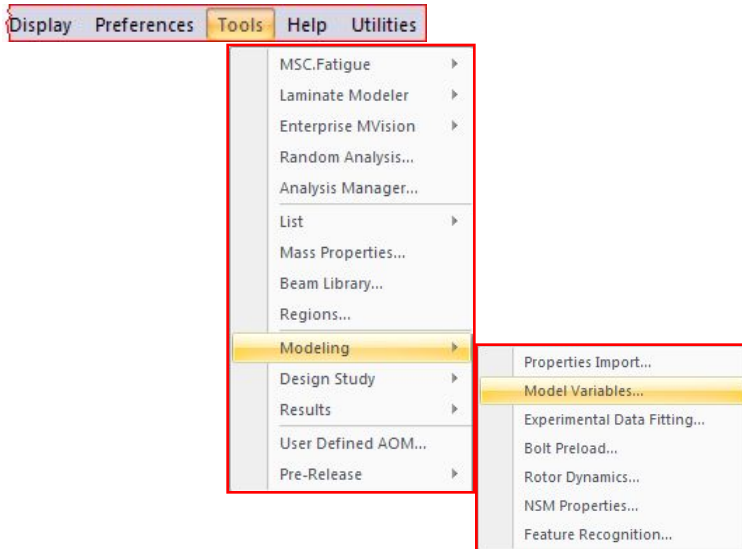 Display Preferences Tools Help Utilities
MSC.Fatigue
Laminate Modeler
Enterprise MVision
Random Analysis...
Analysis Manager...
List
Mass Properties...
Beam Library...
Regions...
Modeling
Design Study
Results
User Defined AOM...
Pre-Release
Properties Import...
Model Variables...
Experimental Data Fitting...
Bolt Preload...
Rotor Dynamics...
NSM Properties...
Feature Recognition...